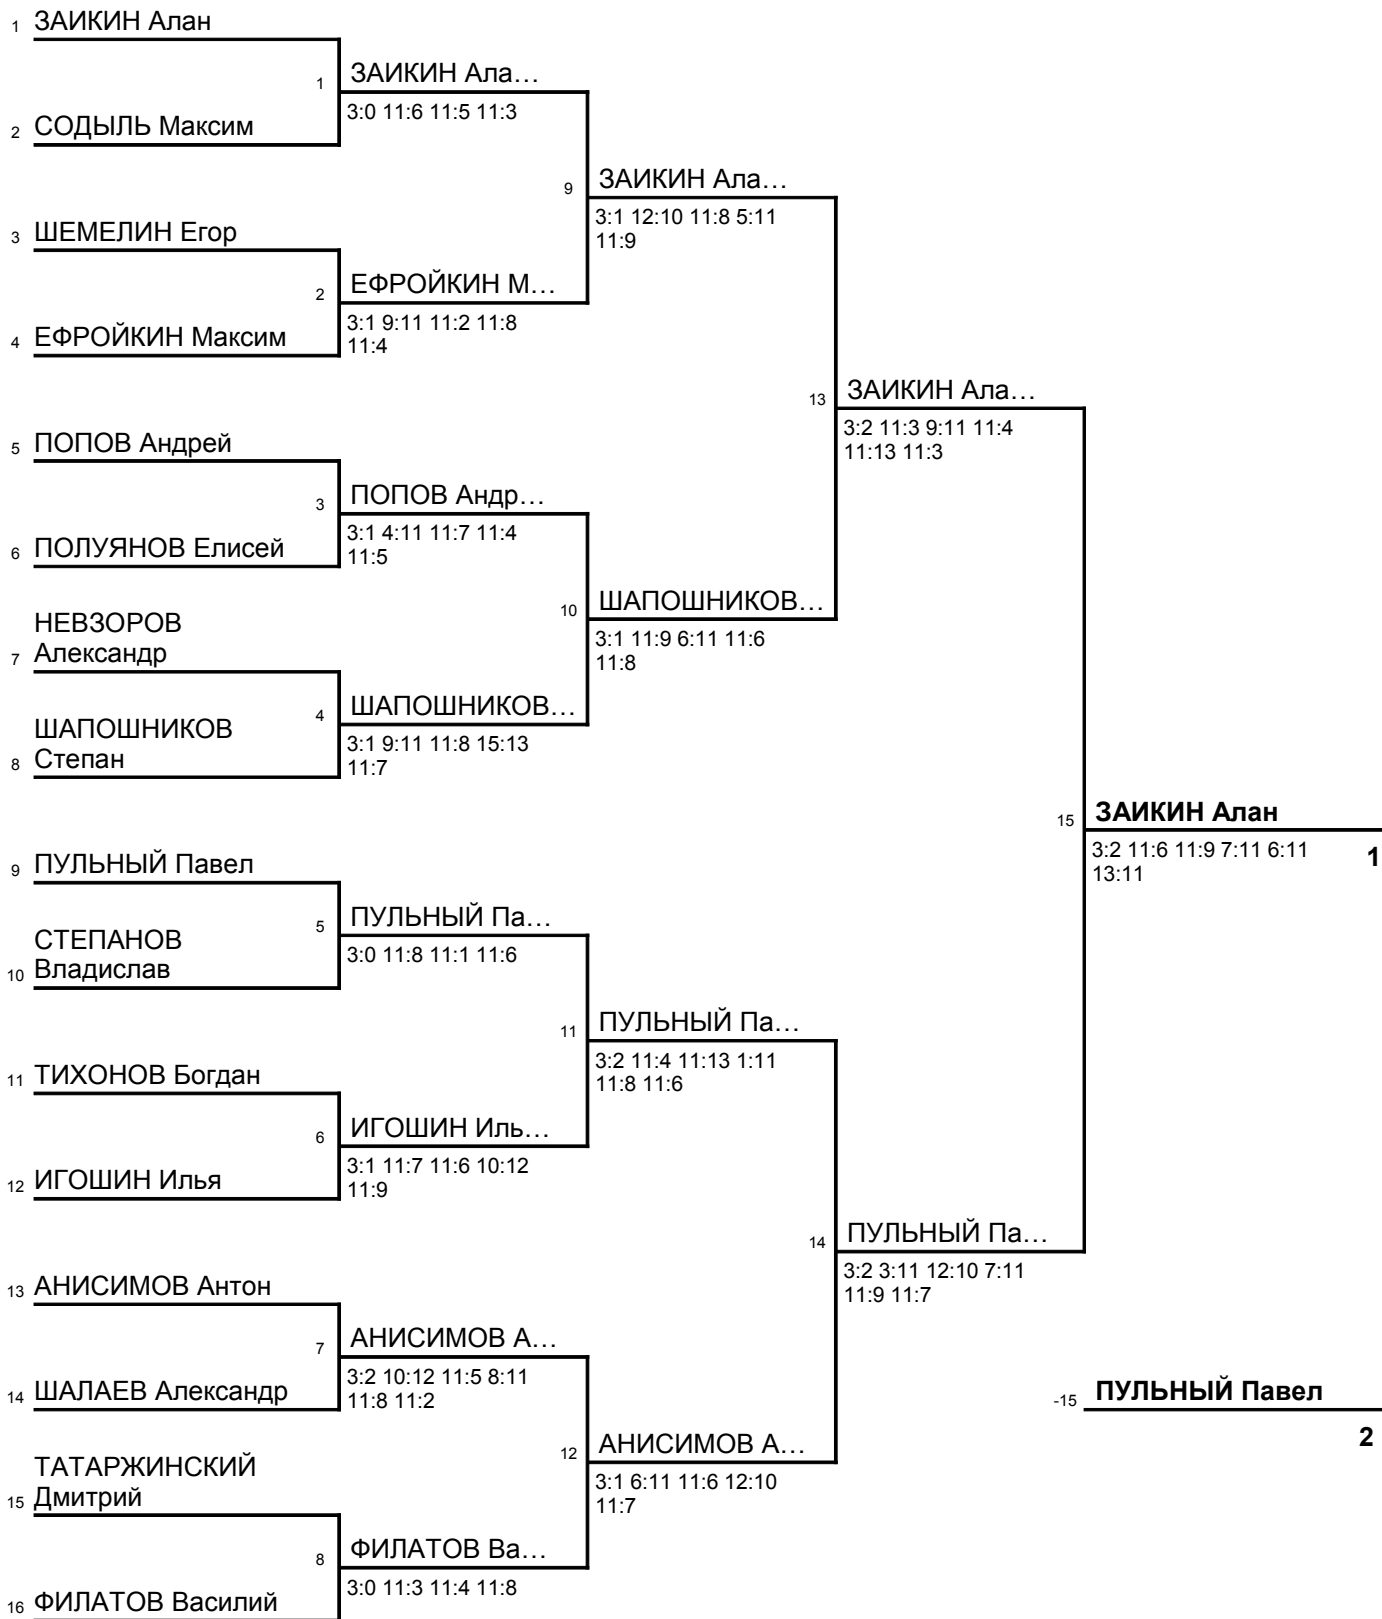 1 ЗАИКИН Алан
1 ЗАИКИН Ала…
3:0 11:6 11:5 11:3
2 СОДЫЛЬ Максим
9 ЗАИКИН Ала…
3:1 12:10 11:8 5:11
11:9
3 ШЕМЕЛИН Егор
2 ЕФРОЙКИН М…
3:1 9:11 11:2 11:8
11:4
4 ЕФРОЙКИН Максим
13 ЗАИКИН Ала…
3:2 11:3 9:11 11:4
11:13 11:3
5 ПОПОВ Андрей
3 ПОПОВ Андр…
3:1 4:11 11:7 11:4
11:5
6 ПОЛУЯНОВ Елисей
10 ШАПОШНИКОВ…
3:1 11:9 6:11 11:6
11:8
НЕВЗОРОВ
7 Александр
4 ШАПОШНИКОВ…
3:1 9:11 11:8 15:13
11:7
ШАПОШНИКОВ
8 Степан
15 ЗАИКИН Алан
3:2 11:6 11:9 7:11 6:11
13:11
1
9 ПУЛЬНЫЙ Павел
5 ПУЛЬНЫЙ Па…
3:0 11:8 11:1 11:6
СТЕПАНОВ
10 Владислав
11 ПУЛЬНЫЙ Па…
3:2 11:4 11:13 1:11
11:8 11:6
11 ТИХОНОВ Богдан
6 ИГОШИН Иль…
3:1 11:7 11:6 10:12
11:9
12 ИГОШИН Илья
14 ПУЛЬНЫЙ Па…
3:2 3:11 12:10 7:11
11:9 11:7
13 АНИСИМОВ Антон
7 АНИСИМОВ А…
3:2 10:12 11:5 8:11
11:8 11:2
14 ШАЛАЕВ Александр
-15 ПУЛЬНЫЙ Павел
2
12 АНИСИМОВ А…
3:1 6:11 11:6 12:10
11:7
ТАТАРЖИНСКИЙ
15 Дмитрий
8 ФИЛАТОВ Ва…
3:0 11:3 11:4 11:8
16 ФИЛАТОВ Василий